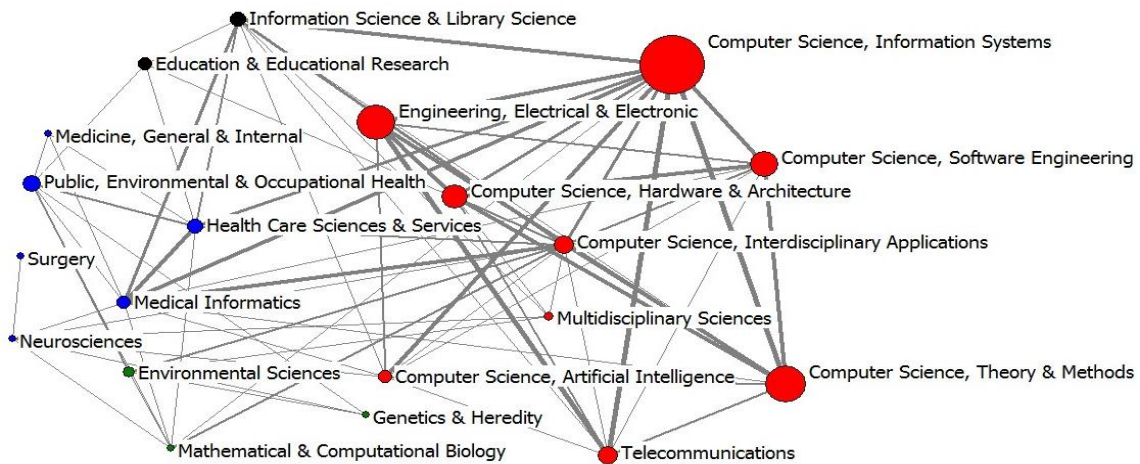 Information Science & Library Science
Computer Science, Information Systems
Education & Educational Research
Engineering, Electrical & Electronic
Medicine, General & Internal
Computer Science, Software Engineering
Public, Environmental & Occupational Health
Computer Science, Hardware & Architecture
Health Care Sciences & Services
Computer Science, Interdisciplinary Applications
Surgery
Medical Informatics
Multidisciplinary Sciences
Neurosciences
Environmental Sciences
Computer Science, Artificial Intelligence
Computer Science, Theory & Methods
Genetics & Heredity
Mathematical & Computational Biology
Telecommunications